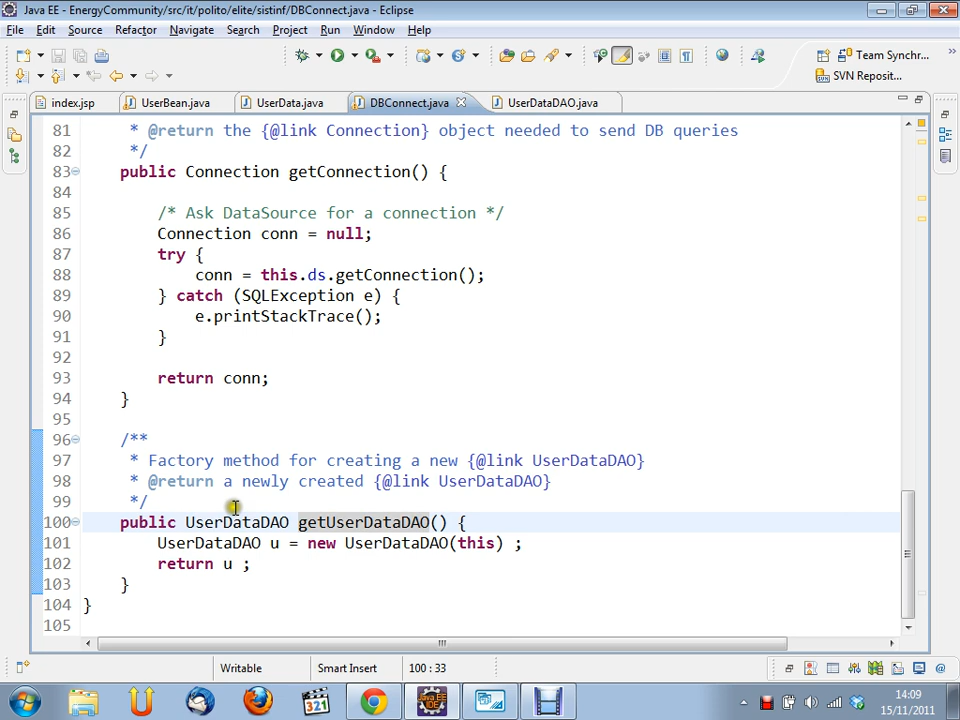 Java EE - EnergyCommunity/src/it/polito/elite/sistinf/DBConnect.java - Eclipse
File Edit Source Refactor Navigate Search Project Run Window Help
Team Synchr...
SVN Reposit...
index.jsp UserBean.java UserData.java DBConnect.java UserDataDAO.java
81 * @return the {@link Connection} object needed to send DB queries
82 */
83 public Connection getConnection() {
84
85 /* Ask DataSource for a connection */
86 Connection conn = null;
87 try {
88 conn = this.ds.getConnection();
89 } catch (SQLException e) {
90 e.printStackTrace();
91 }
92
93 return conn;
94 }
95
96 /**
97 * Factory method for creating a new {@link UserDataDAO}
98 * @return a newly created {@link UserDataDAO}
99 */
100 public UserDataDAO getUserDataDAO() {
101 UserDataDAO u = new UserDataDAO(this) ;
102 return u ;
103 }
104 }
105
Writable Smart Insert 100 : 33
321
Java EE
IDE
14:09
15/11/2011